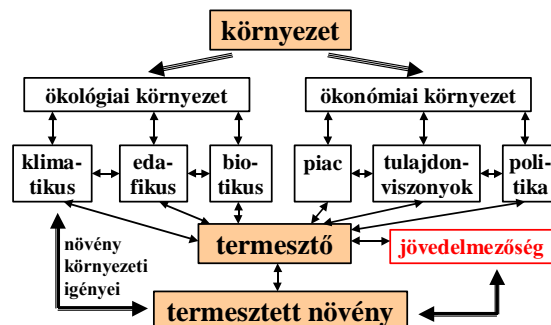 környezet
ökológiai környezet
ökonómiai környezet
klima-
tikus
eda-
fikus
bio-
tikus
piac
tulajdon-
viszonyok
poli-
tika
termesztő
jövedelmezőség
növény
környezeti
igényei
termesztett növény